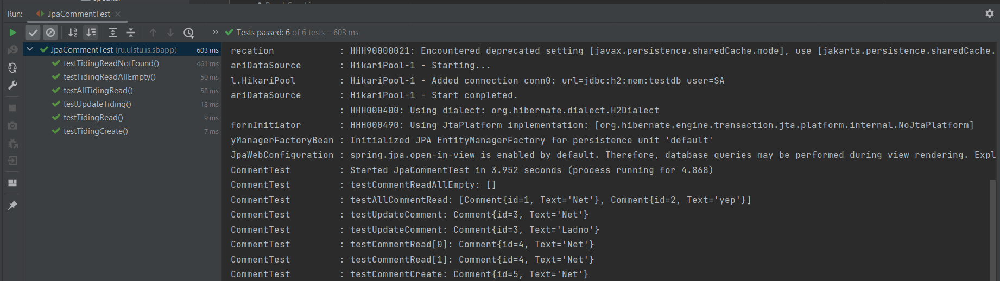 Run: JpaCommentTest
Tests passed: 6 of 6 tests – 603 ms
JpaCommentTest (ru.ulstu.is.sbapp) 603 ms
testTidingReadNotFound() 461 ms
testTidingReadAllEmpty() 50 ms
testAllTidingRead() 58 ms
testUpdateTiding() 18 ms
testTidingRead() 9 ms
testTidingCreate() 7 ms
recation : HHH90000021: Encountered deprecated setting [javax.persistence.sharedCache.mode], use [jakarta.persistence.sharedCache.
ariDataSource : HikariPool-1 - Starting...
l.HikariPool : HikariPool-1 - Added connection conn0: url=jdbc:h2:mem:testdb user=SA
ariDataSource : HikariPool-1 - Start completed.
: HHH000400: Using dialect: org.hibernate.dialect.H2Dialect
formInitiator : HHH000490: Using JtaPlatform implementation: [org.hibernate.engine.transaction.jta.platform.internal.NoJtaPlatform]
yManagerFactoryBean : Initialized JPA EntityManagerFactory for persistence unit 'default'
JpaWebConfiguration : spring.jpa.open-in-view is enabled by default. Therefore, database queries may be performed during view rendering. Expl
CommentTest : Started JpaCommentTest in 3.952 seconds (process running for 4.868)
CommentTest : testCommentReadAllEmpty: []
CommentTest : testAllCommentRead: [Comment{id=1, Text='Net'}, Comment{id=2, Text='yep'}]
CommentTest : testUpdateComment: Comment{id=3, Text='Net'}
CommentTest : testUpdateComment: Comment{id=3, Text='Ladno'}
CommentTest : testCommentRead[0]: Comment{id=4, Text='Net'}
CommentTest : testCommentRead[1]: Comment{id=4, Text='Net'}
CommentTest : testCommentCreate: Comment{id=5, Text='Net'}